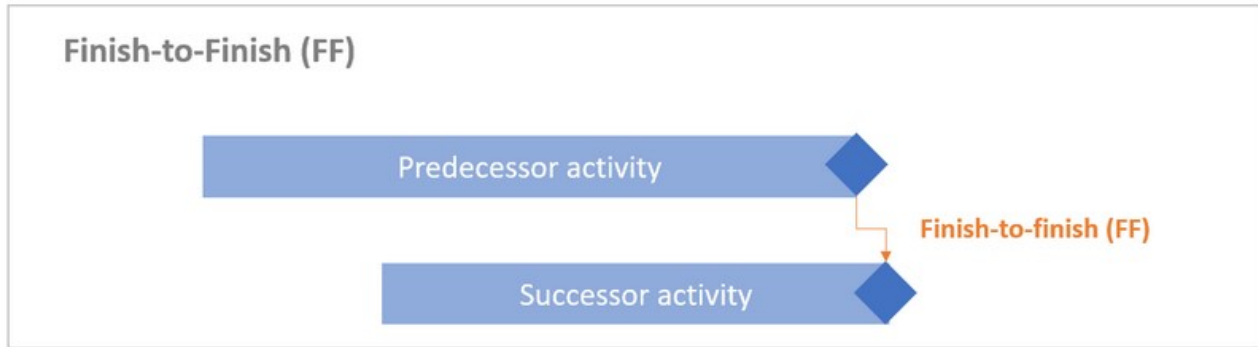 Finish-to-Finish (FF)
Predecessor activity
Finish-to-finish (FF)
Successor activity